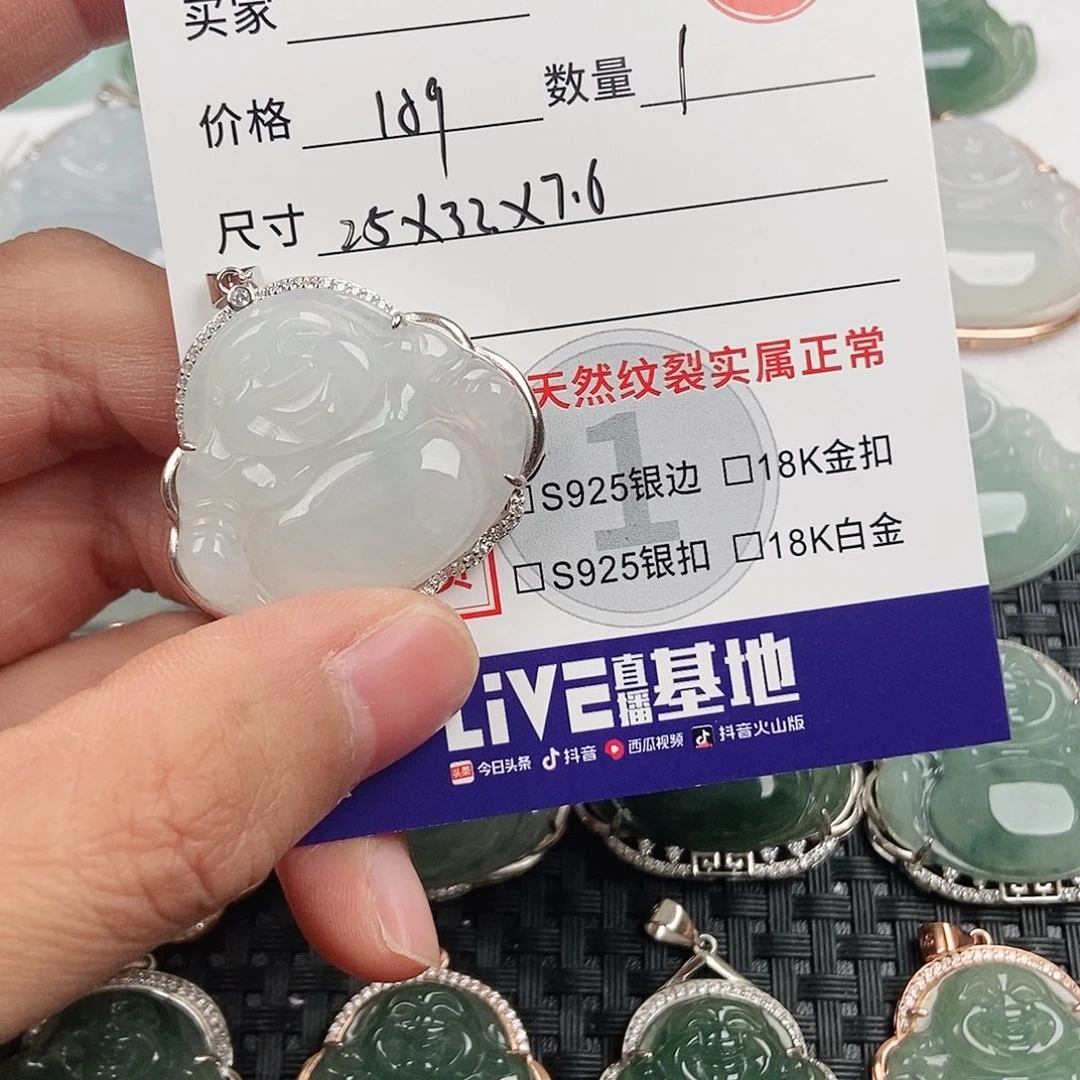 买家
价格 189 数量 1
尺寸 25X32X7.6
天然纹裂实属正常
1
□S925银边 □18K金扣
□S925银扣 □18K白金
LiVE直播基地
头条 今日头条 抖音 西瓜视频 抖音火山版